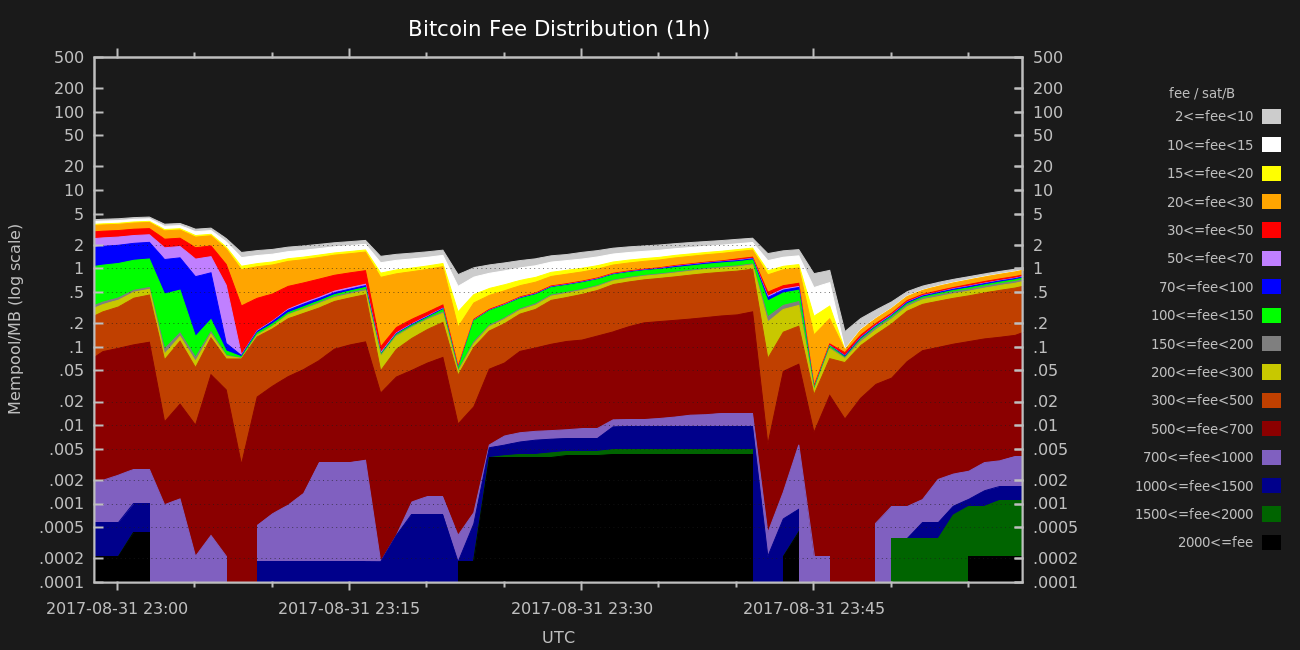 Bitcoin Fee Distribution (1h)
500
200
100
50
20
10
5
2
1
.5
.2
.1
.05
.02
.01
.005
.002
.001
.0005
.0002
.0001
Mempool/MB (log scale)
500
200
100
50
20
10
5
2
1
.5
.2
.1
.05
.02
.01
.005
.002
.001
.0005
.0002
.0001
2017-08-31 23:00
2017-08-31 23:15
2017-08-31 23:30
2017-08-31 23:45
UTC
fee / sat/B
2<=fee<10
10<=fee<15
15<=fee<20
20<=fee<30
30<=fee<50
50<=fee<70
70<=fee<100
100<=fee<150
150<=fee<200
200<=fee<300
300<=fee<500
500<=fee<700
700<=fee<1000
1000<=fee<1500
1500<=fee<2000
2000<=fee